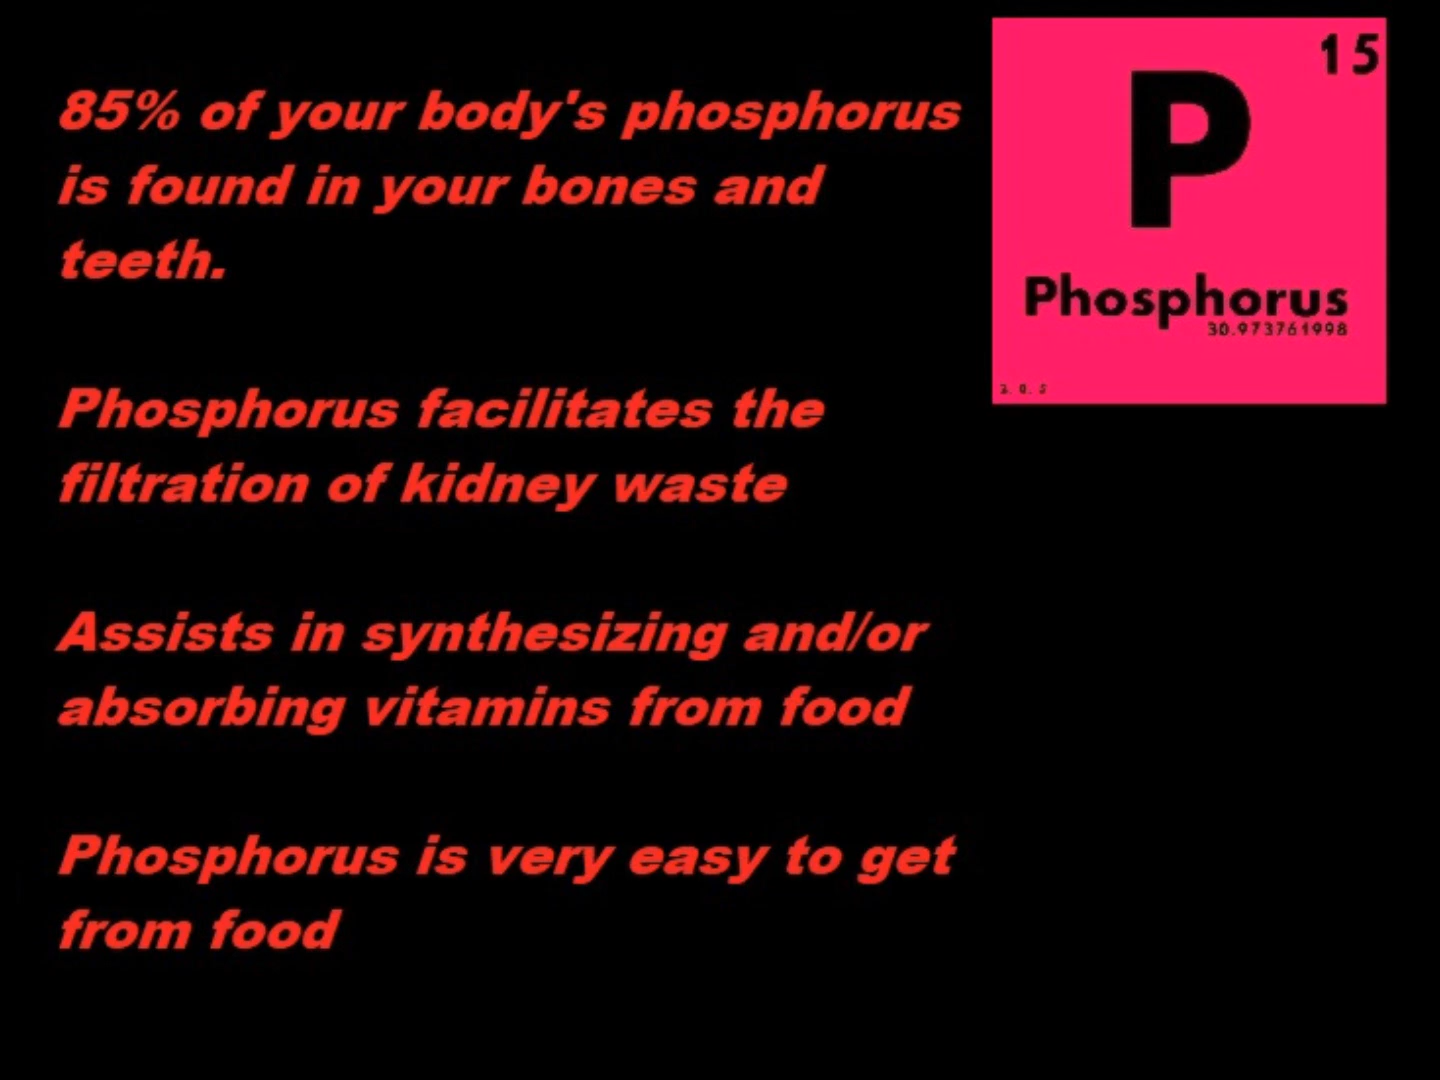 85% of your body's phosphorus
is found in your bones and
teeth.
Phosphorus facilitates the
filtration of kidney waste
Assists in synthesizing and/or
absorbing vitamins from food
Phosphorus is very easy to get
from food
15
P
Phosphorus
30.973761998